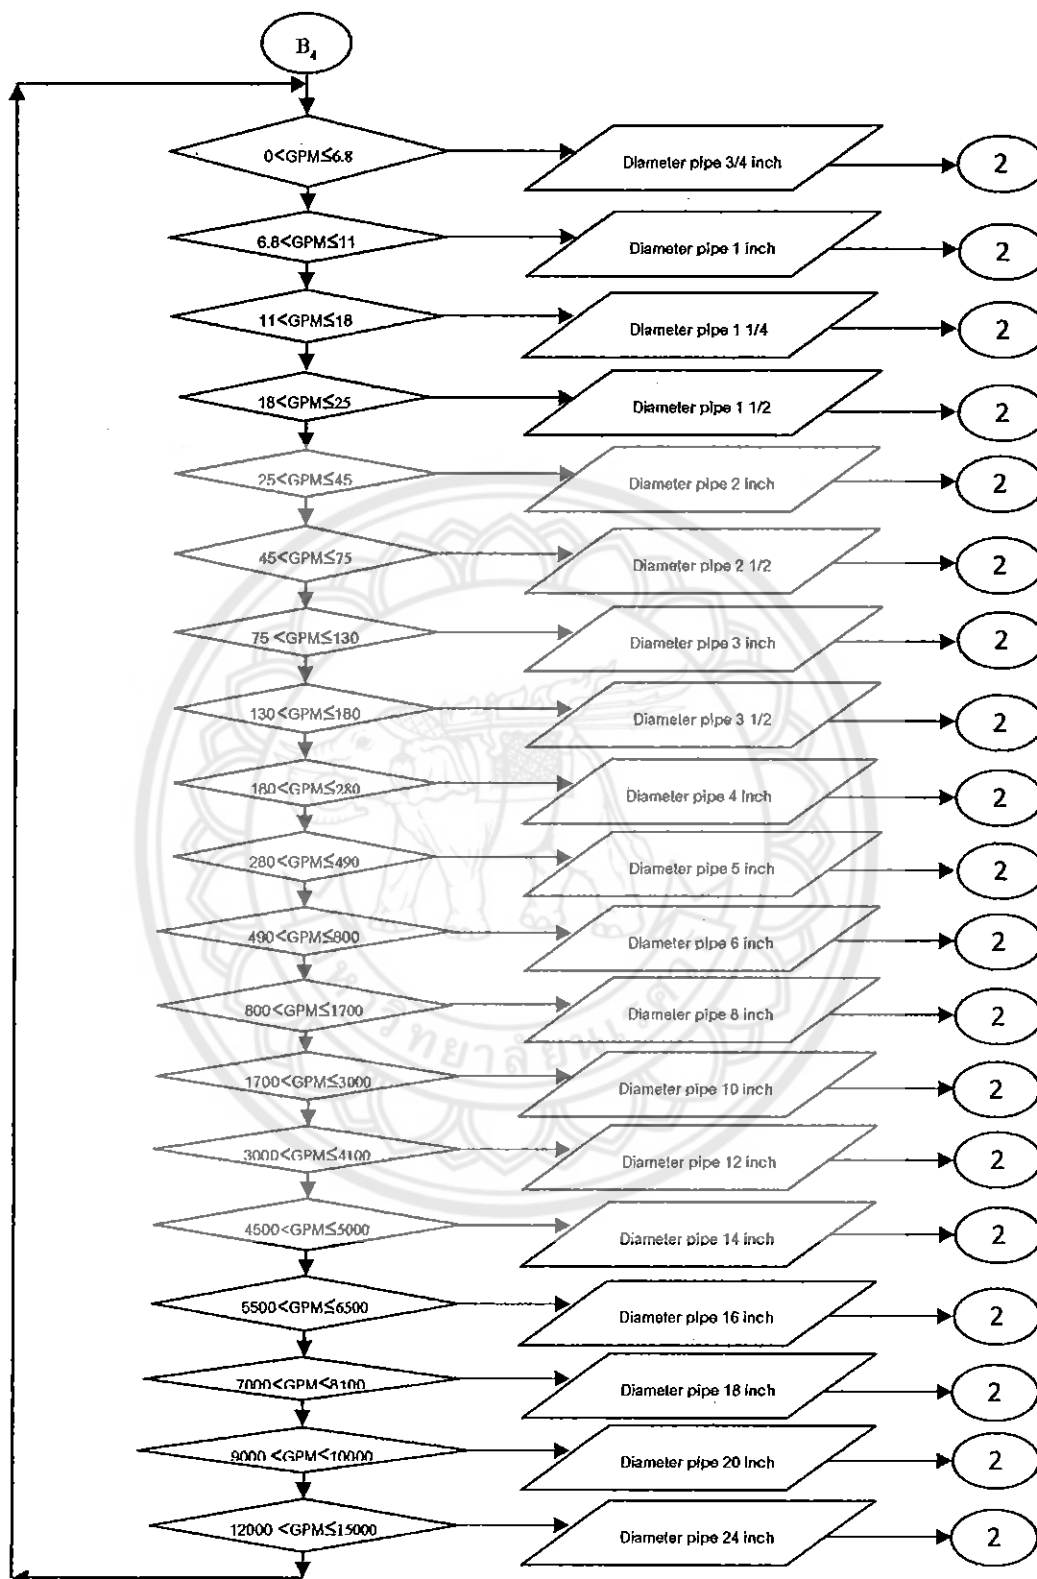 B4
0<GPM≤6.8 Diameter pipe 3/4 inch 2
6.8<GPM≤11 Diameter pipe 1 inch 2
11<GPM≤18 Diameter pipe 1 1/4 2
18<GPM≤25 Diameter pipe 1 1/2 2
25<GPM≤45 Diameter pipe 2 inch 2
45<GPM≤75 Diameter pipe 2 1/2 2
75 <GPM≤130 Diameter pipe 3 inch 2
130<GPM≤180 Diameter pipe 3 1/2 2
180<GPM≤280 Diameter pipe 4 inch 2
280<GPM≤490 Diameter pipe 5 inch 2
490<GPM≤800 Diameter pipe 6 inch 2
800<GPM≤1700 Diameter pipe 8 inch 2
1700<GPM≤3000 Diameter pipe 10 inch 2
3000<GPM≤4100 Diameter pipe 12 inch 2
4500<GPM≤5000 Diameter pipe 14 inch 2
5500<GPM≤6500 Diameter pipe 16 inch 2
7000<GPM≤8100 Diameter pipe 18 inch 2
9000 <GPM≤10000 Diameter pipe 20 inch 2
12000 <GPM≤15000 Diameter pipe 24 inch 2